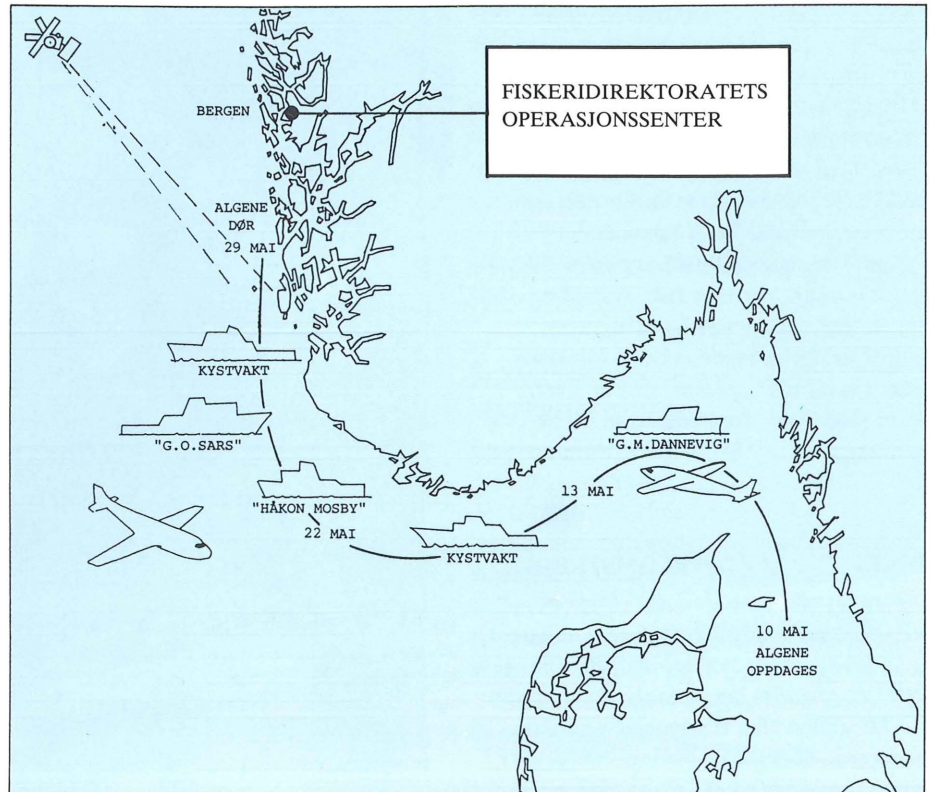 FISKERIDIREKTORATETS
OPERASJONSSENTER
BERGEN
ALGENE
DØR
29 MAI
KYSTVAKT
"G.O.SARS"
"G.M.DANNEVIG"
"HÅKON MOSBY"
13 MAI
22 MAI
KYSTVAKT
10 MAI
ALGENE
OPPDAGES